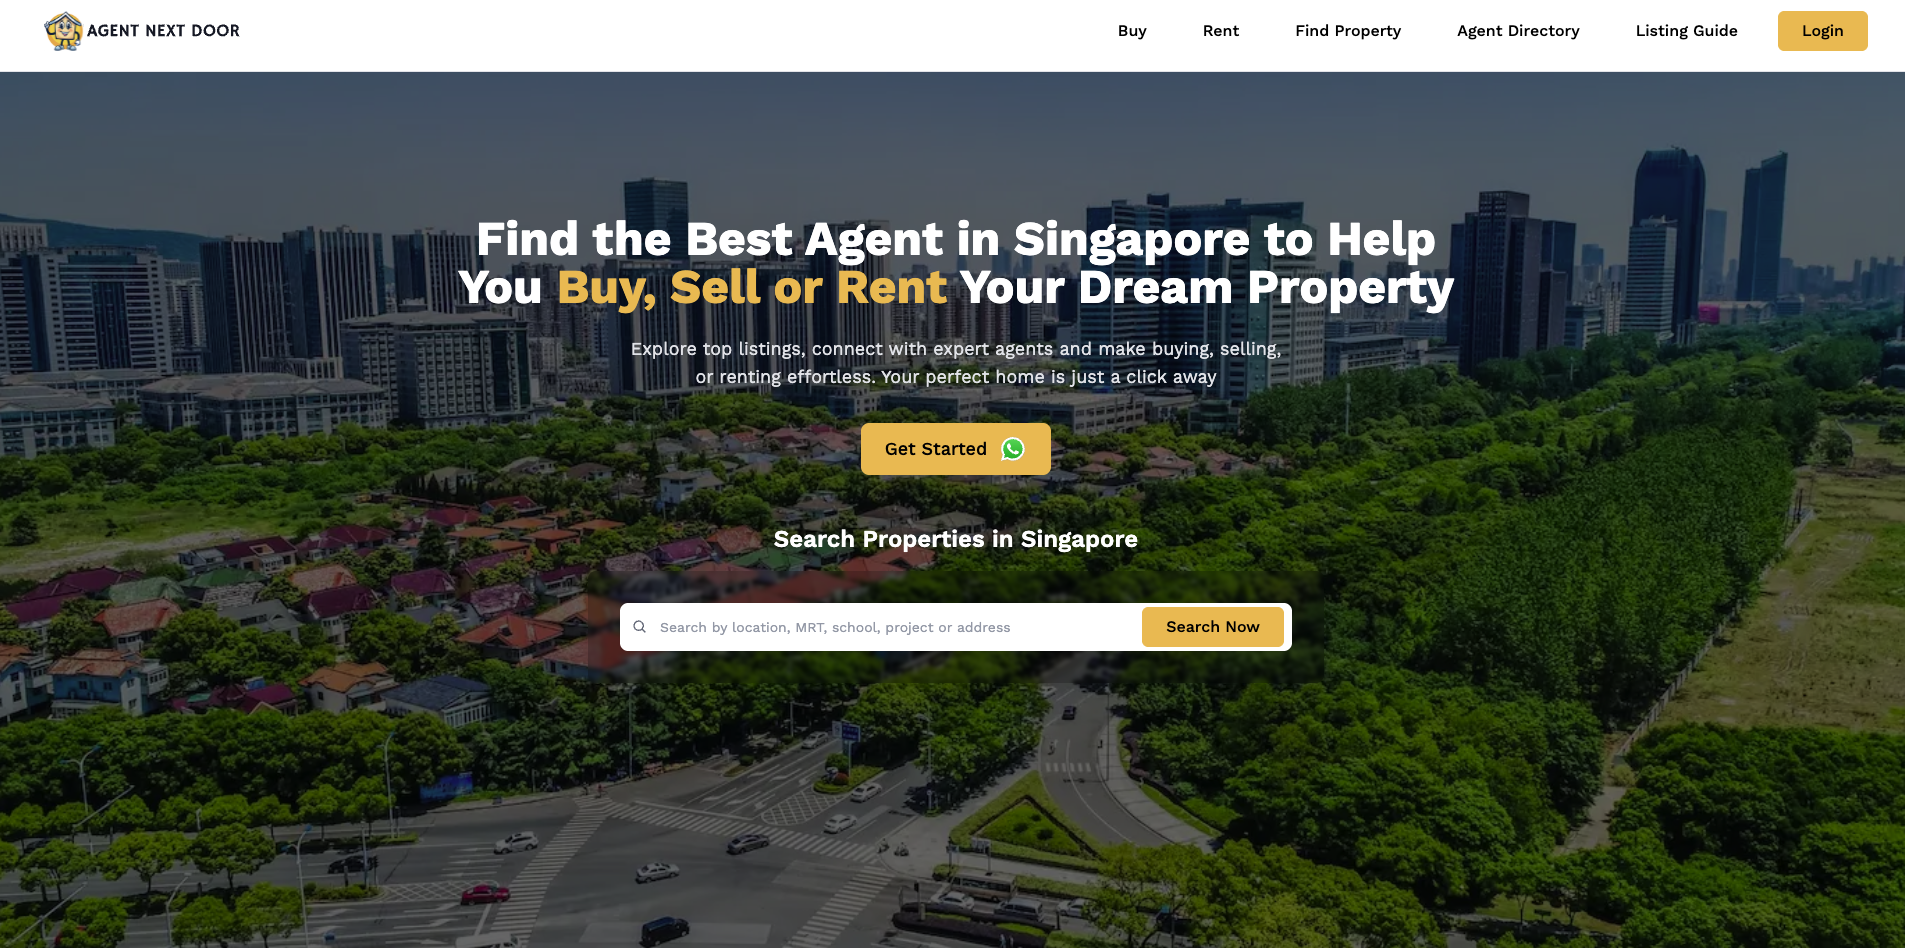 AGENT NEXT DOOR
Buy
Rent
Find Property
Agent Directory
Listing Guide
Login
Find the Best Agent in Singapore to Help
You Buy, Sell or Rent Your Dream Property
Explore top listings, connect with expert agents and make buying, selling,
or renting effortless. Your perfect home is just a click away
Get Started
Search Properties in Singapore
Search by location, MRT, school, project or address
Search Now